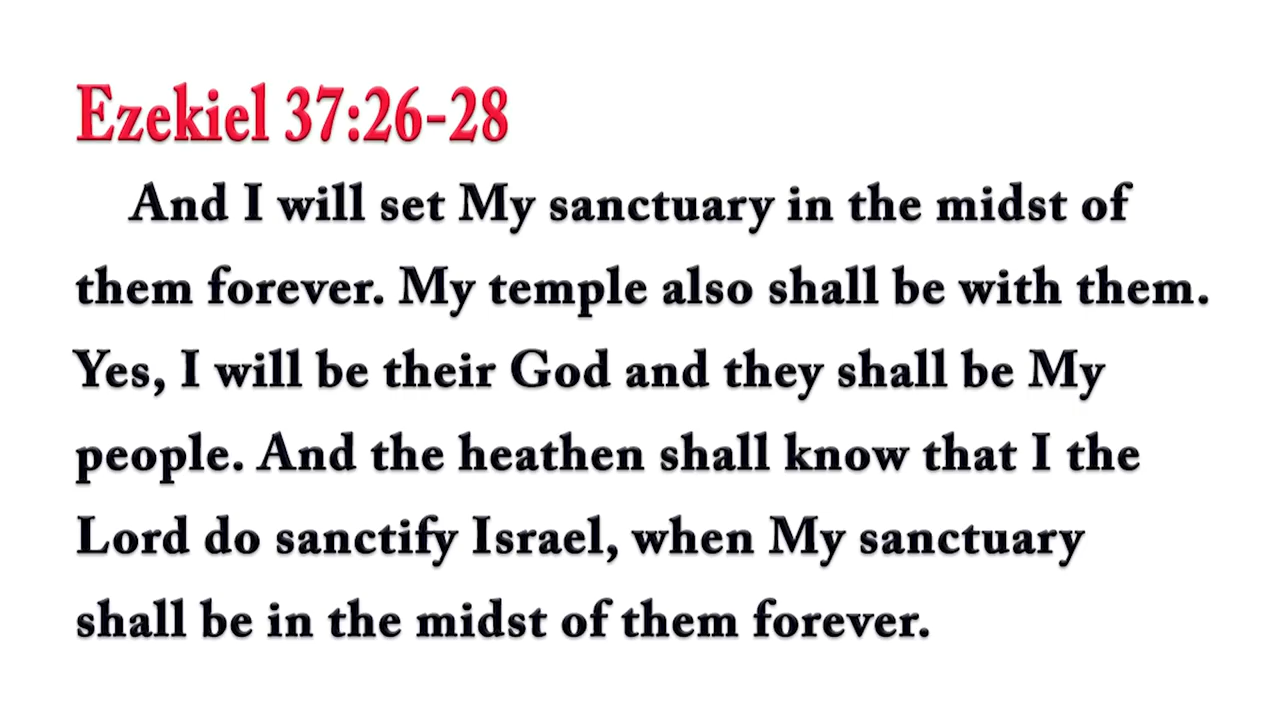 Ezekiel 37:26-28
And I will set My sanctuary in the midst of
them forever. My temple also shall be with them.
Yes, I will be their God and they shall be My
people. And the heathen shall know that I the
Lord do sanctify Israel, when My sanctuary
shall be in the midst of them forever.